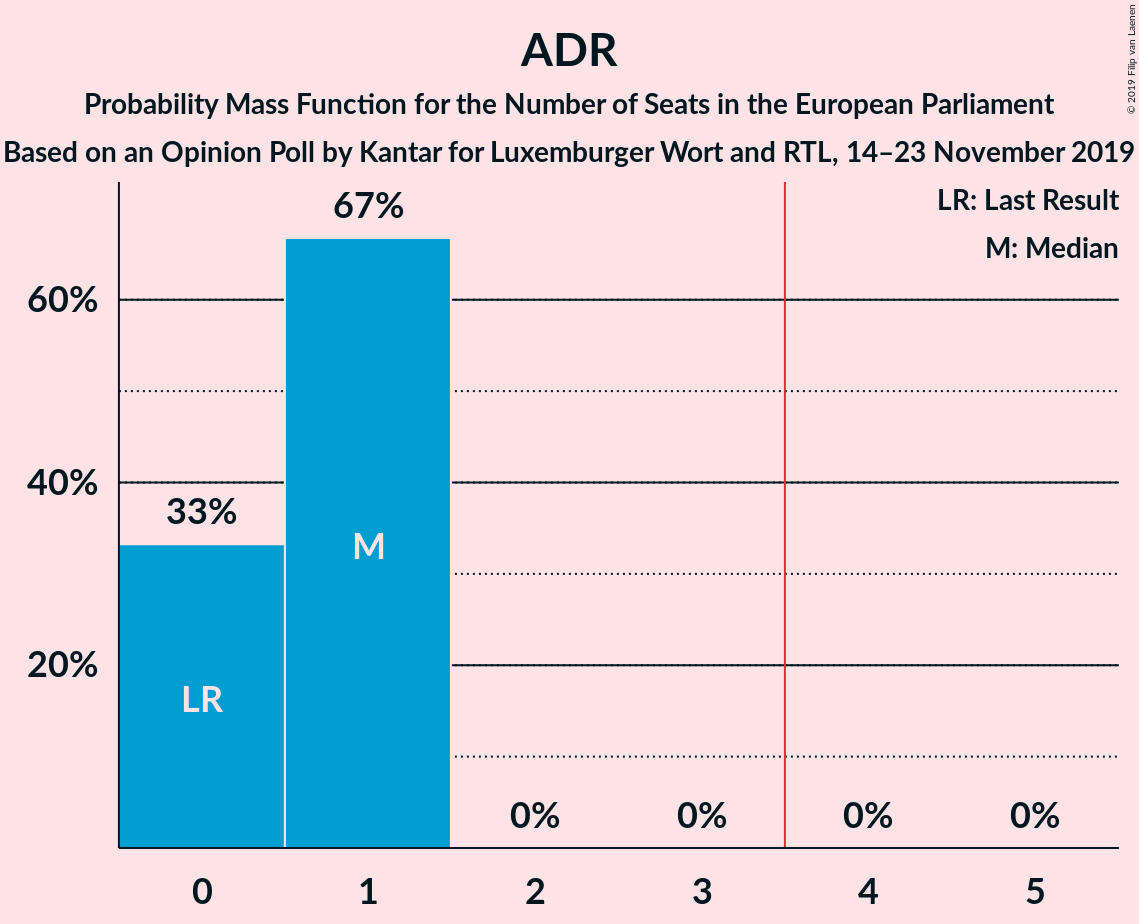 ADR
Probability Mass Function for the Number of Seats in the European Parliament
Based on an Opinion Poll by Kantar for Luxemburger Wort and RTL, 14–23 November 2019
© 2019 Filip van Laenen
LR: Last Result
M: Median
67%
60%
40%
33%
M
20%
LR
0% 0% 0% 0%
0 1 2 3 4 5